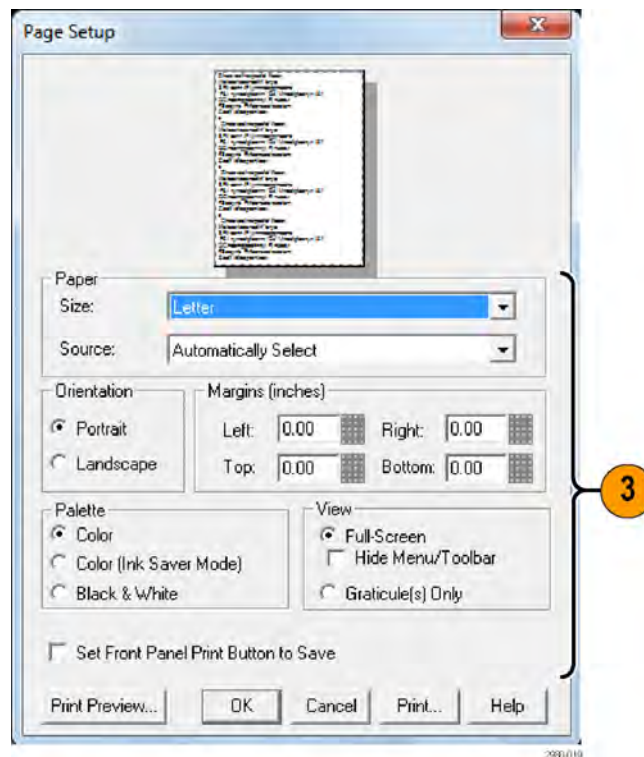 Page Setup
Paper
Size: Letter
Source: Automatically Select
Orientation
Portrait
Landscape
Margins (inches)
Left: 0.00 Right: 0.00
Top: 0.00 Bottom: 0.00
3
Palette
Color
Color (Ink Saver Mode)
Black & White
View
Full-Screen
Hide Menu/Toolbar
Graticule(s) Only
Set Front Panel Print Button to Save
Print Preview... OK Cancel Print... Help